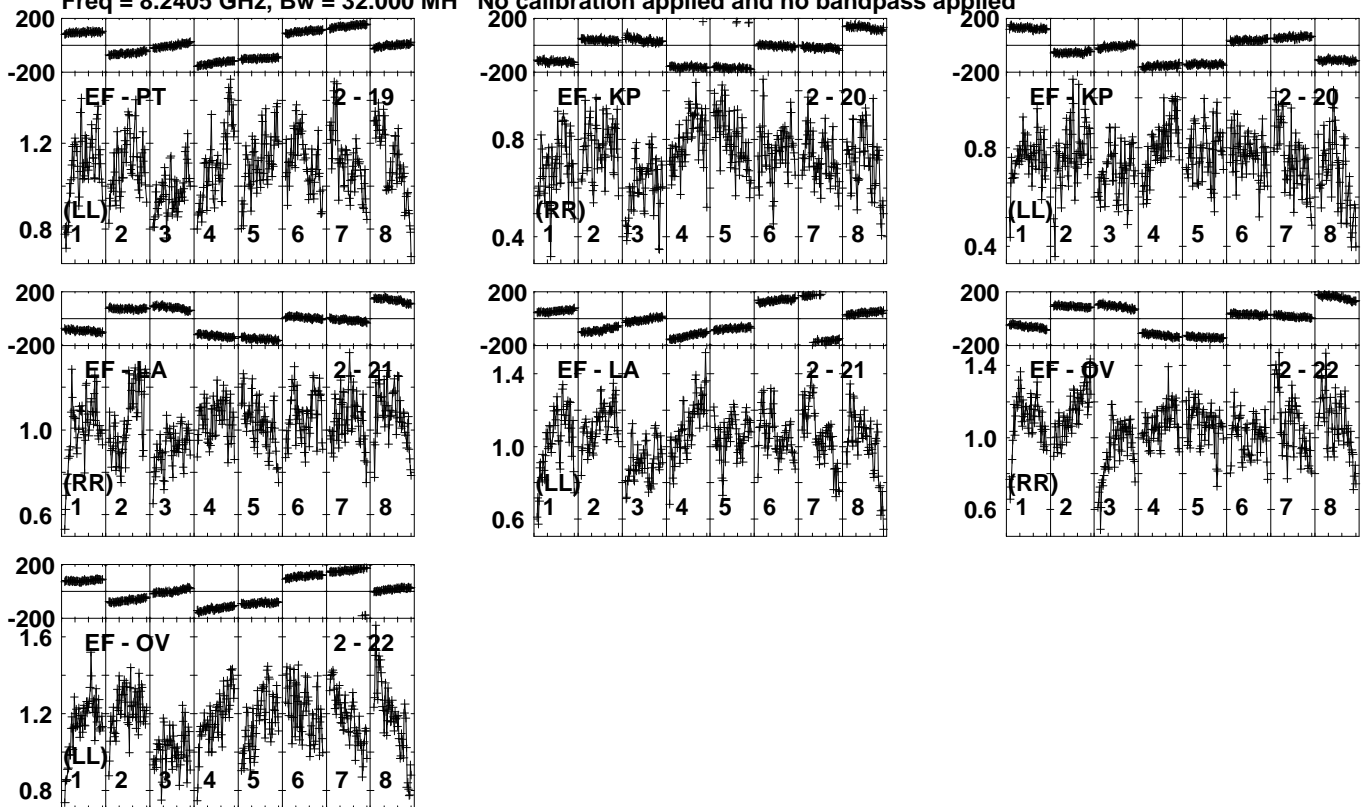 Freq = 8.2405 GHz, Bw = 32.000 MH No calibration applied and no bandpass applied
200
-200
EF - PT 2 - 19
1.2
(LL)
0.8
1 2 3 4 5 6 7 8
200
-200
EF - KP 2 - 20
0.8
(RR)
0.4
1 2 3 4 5 6 7 8
200
-200
EF - KP 2 - 20
0.8
(LL)
0.4
1 2 3 4 5 6 7 8
200
-200
EF - LA 2 - 21
1.0
(RR)
0.6
1 2 3 4 5 6 7 8
200
-200
EF - LA 2 - 21
1.4
1.0
(LL)
0.6
1 2 3 4 5 6 7 8
200
-200
1.4
EF - OV 2 - 22
1.0
(RR)
0.6
1 2 3 4 5 6 7 8
200
-200
1.6
EF - OV 2 - 22
1.2
(LL)
0.8
1 2 3 4 5 6 7 8